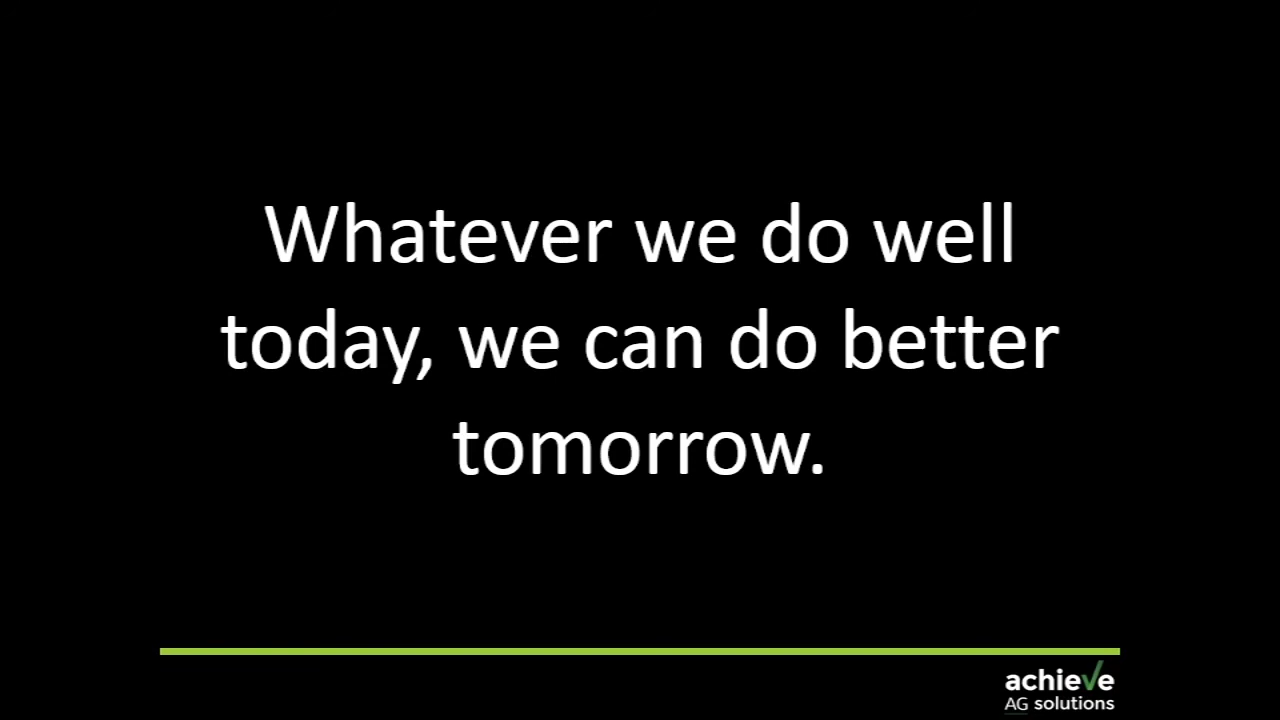 Whatever we do well
today, we can do better
tomorrow.
achieve
AG solutions